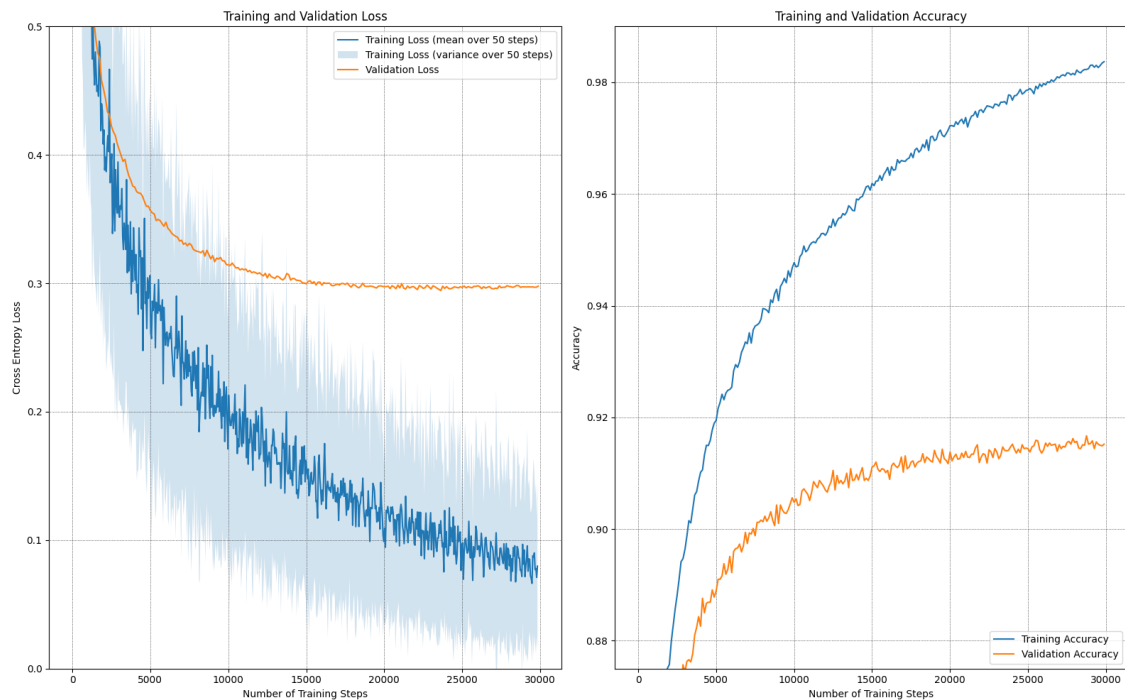 Training and Validation Loss
0.5
0.4
0.3
0.2
0.1
0.0
Cross Entropy Loss
Training Loss (mean over 50 steps)
Training Loss (variance over 50 steps)
Validation Loss
0 5000 10000 15000 20000 25000 30000
Number of Training Steps
Training and Validation Accuracy
0.98
0.96
0.94
0.92
0.90
0.88
Accuracy
Training Accuracy
Validation Accuracy
0 5000 10000 15000 20000 25000 30000
Number of Training Steps